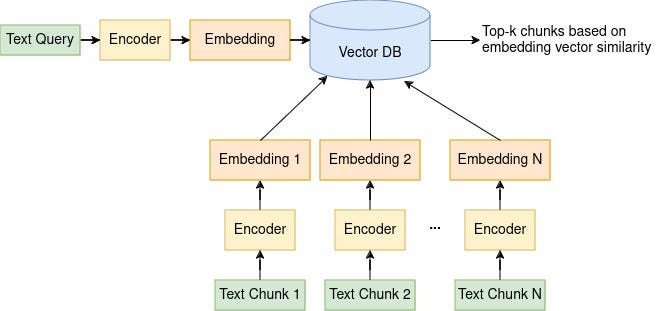 Text Query
Encoder
Embedding
Vector DB
Top-k chunks based on
embedding vector similarity
Embedding 1
Embedding 2
Embedding N
Encoder
Encoder
...
Encoder
Text Chunk 1
Text Chunk 2
Text Chunk N